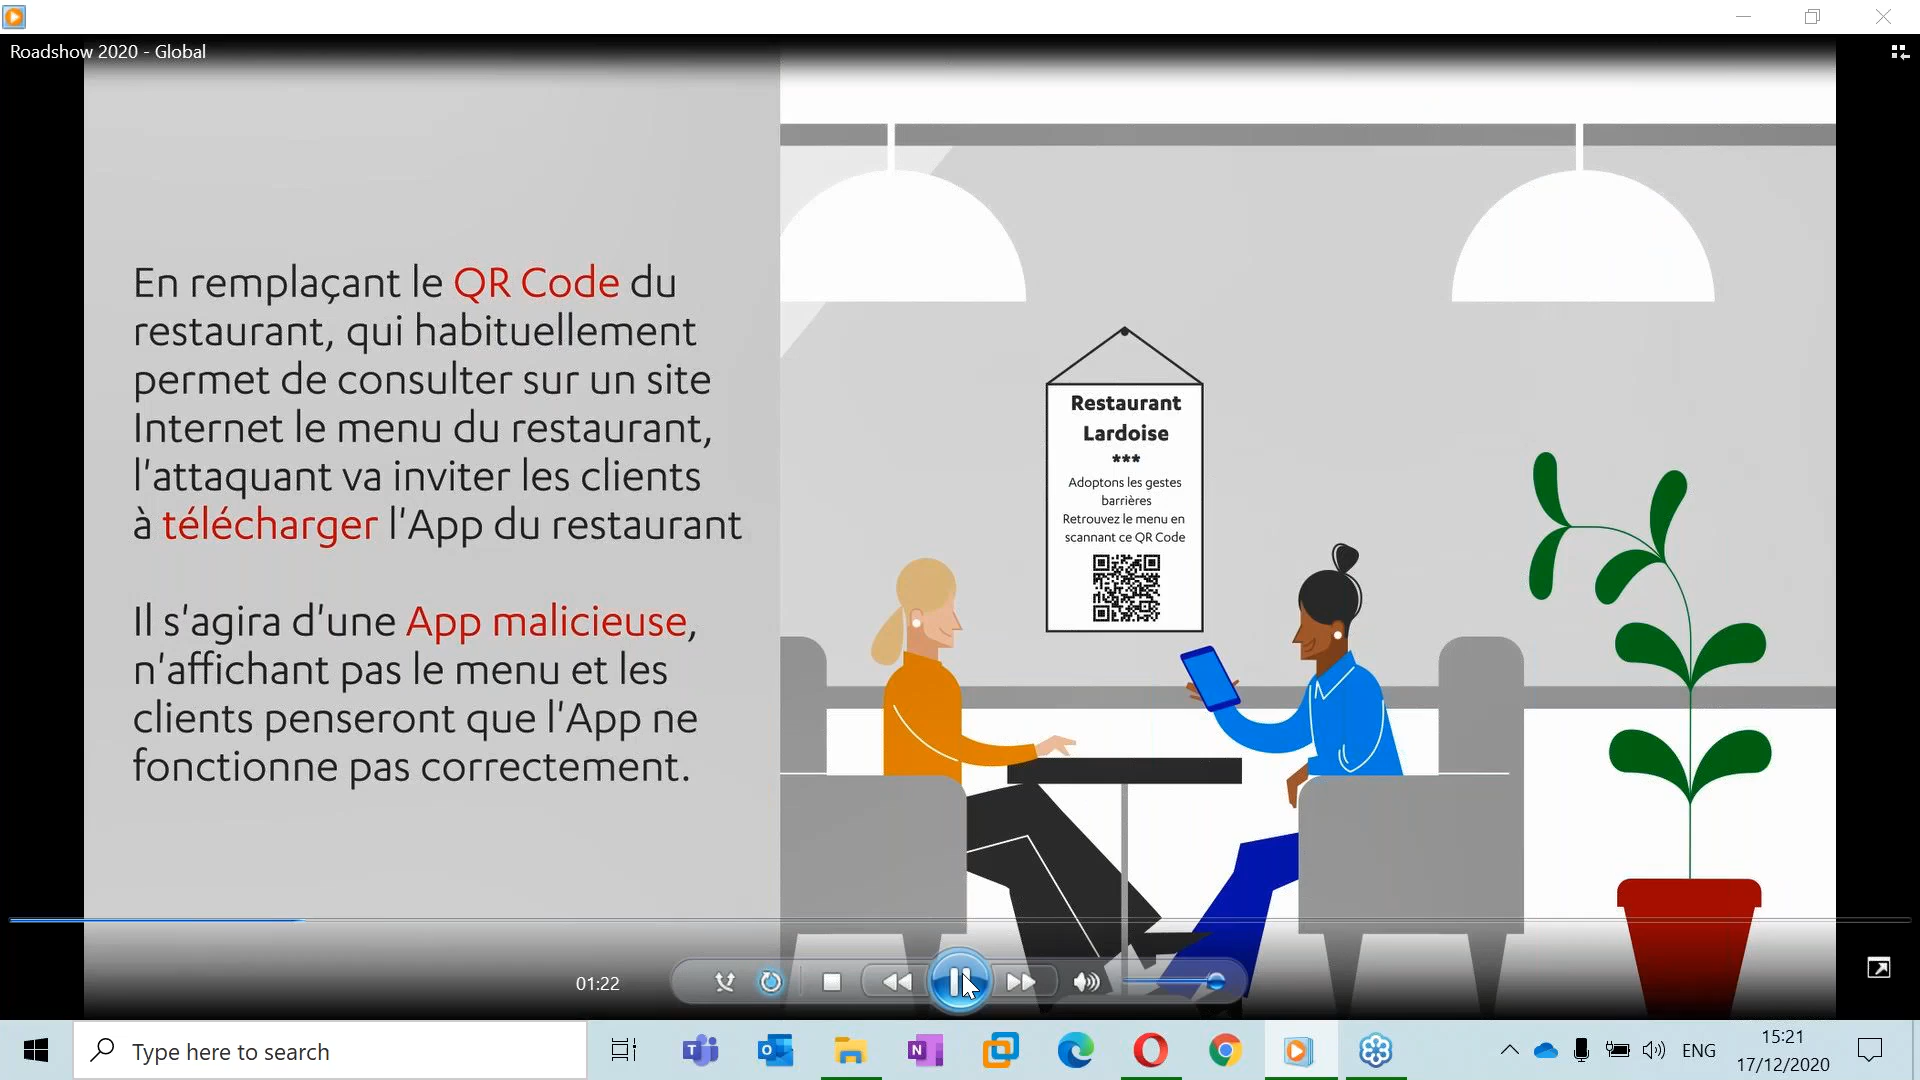 Roadshow 2020 - Global
En remplaçant le QR Code du
restaurant, qui habituellement
permet de consulter sur un site
Internet le menu du restaurant,
l'attaquant va inviter les clients
à télécharger l'App du restaurant
Il s'agira d'une App malicieuse,
n'affichant pas le menu et les
clients penseront que l'App ne
fonctionne pas correctement.
Restaurant
Lardoise
***
Adoptons les gestes
barrières
Retrouvez le menu en
scannant ce QR Code
01:22
Type here to search
ENG
15:21
17/12/2020